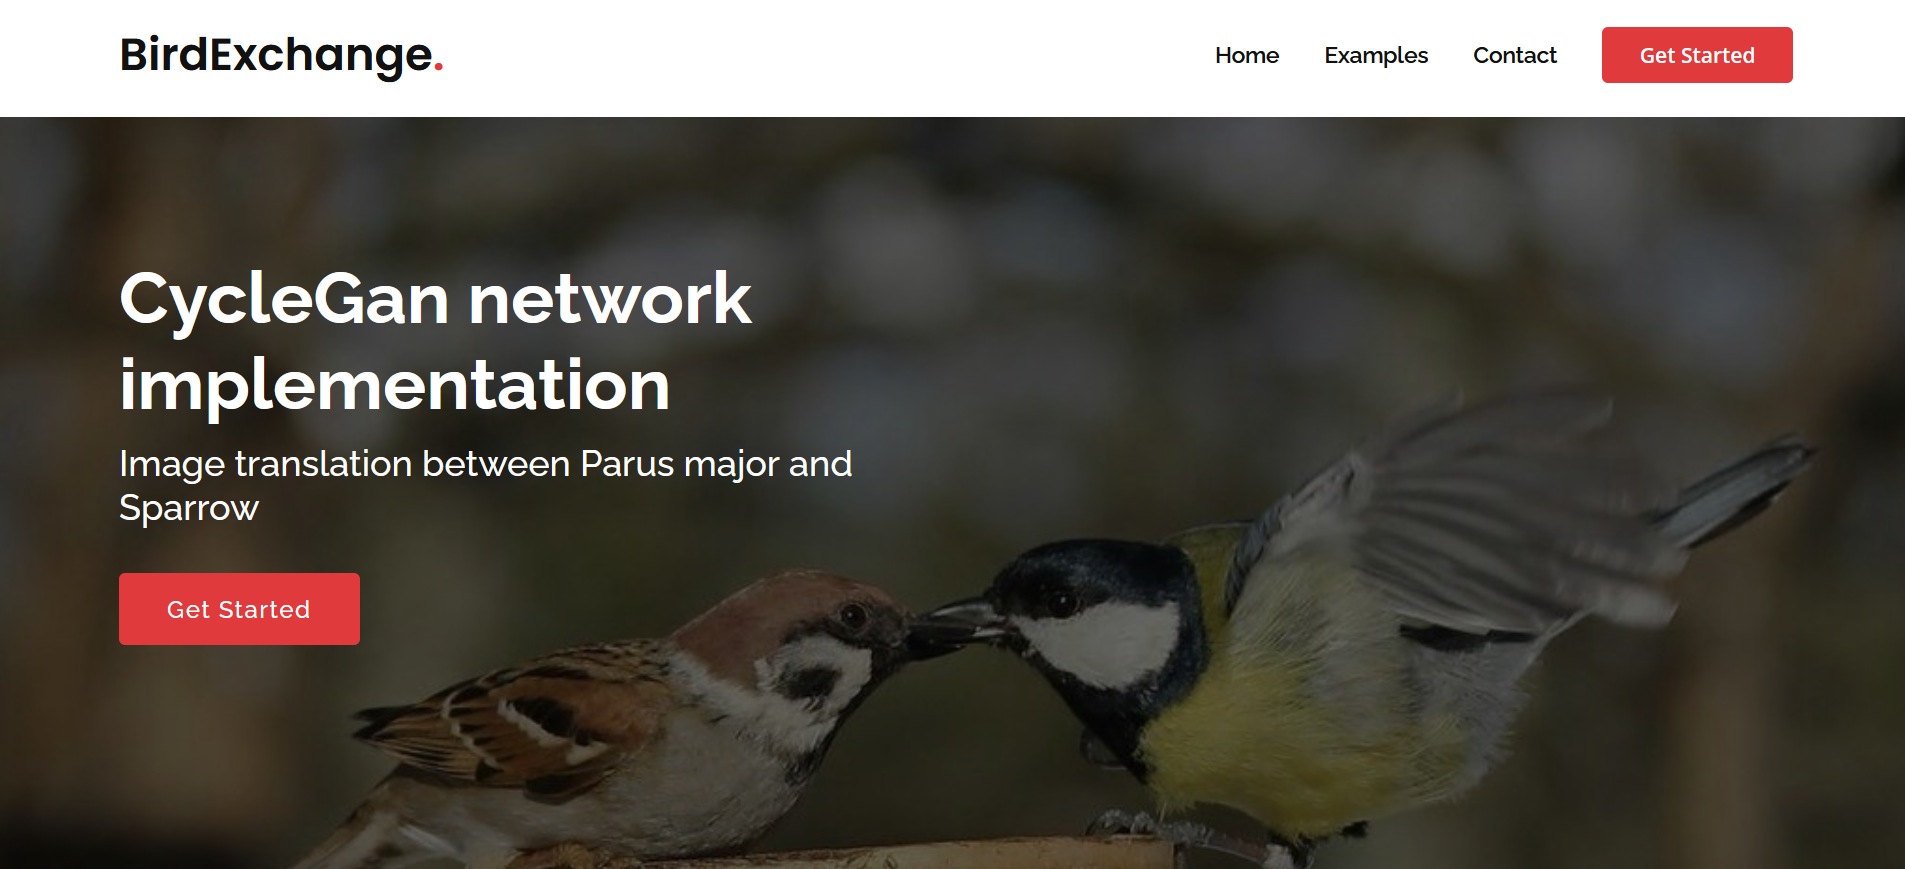 BirdExchange.
Home Examples Contact Get Started
CycleGan network
implementation
Image translation between Parus major and
Sparrow
Get Started